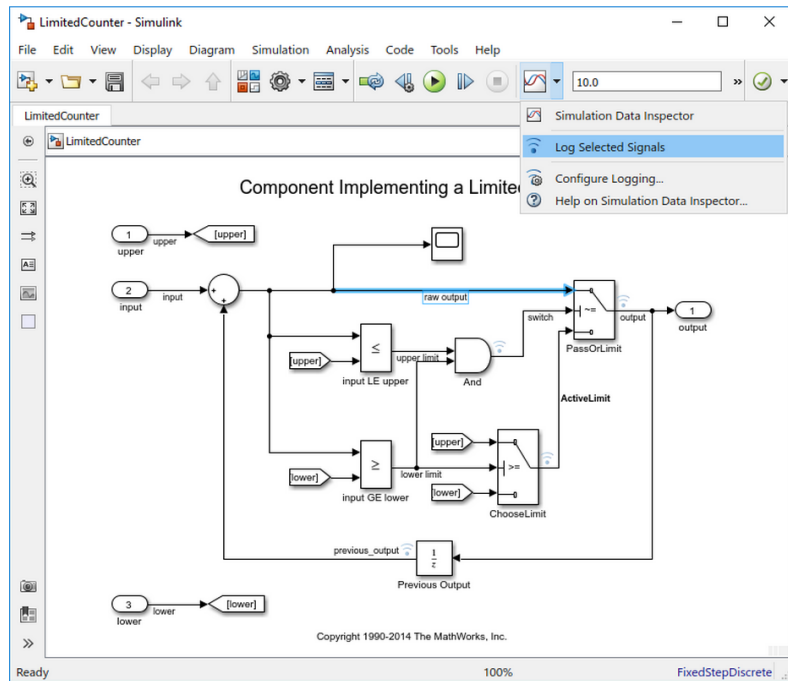 LimitedCounter - Simulink
File Edit View Display Diagram Simulation Analysis Code Tools Help
10.0
»
LimitedCounter
Simulation Data Inspector
LimitedCounter
Log Selected Signals
Configure Logging...
Help on Simulation Data Inspector...
Component Implementing a Limited
1
upper
[upper]
upper
2
input
input
+
+
raw output
~=
switch
output
1
output
PassOrLimit
≤
[upper]
upper limit
input LE upper
And
ActiveLimit
[upper]
≥
>=
[lower]
lower limit
[lower]
input GE lower
ChooseLimit
previous_output
1
z
Previous Output
3
lower
[lower]
lower
Copyright 1990-2014 The MathWorks, Inc.
»
Ready 100% FixedStepDiscrete